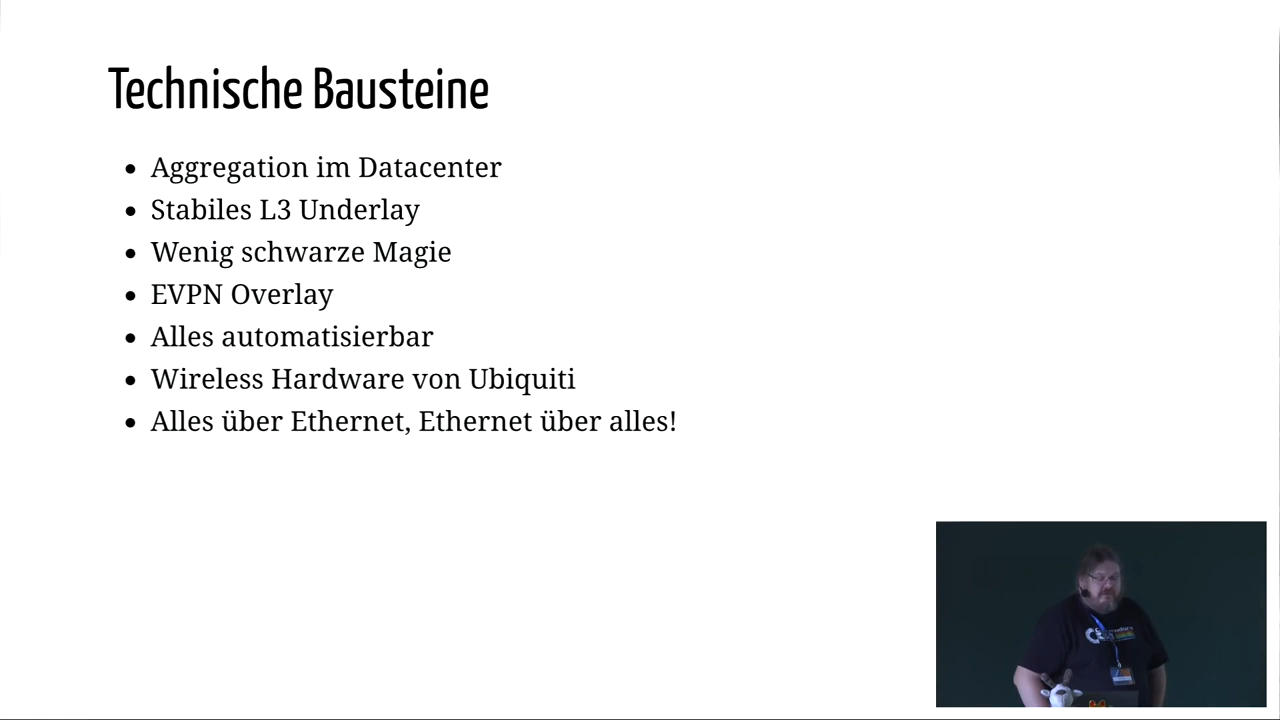 Technische Bausteine
Aggregation im Datacenter
Stabiles L3 Underlay
Wenig schwarze Magie
EVPN Overlay
Alles automatisierbar
Wireless Hardware von Ubiquiti
Alles über Ethernet, Ethernet über alles!